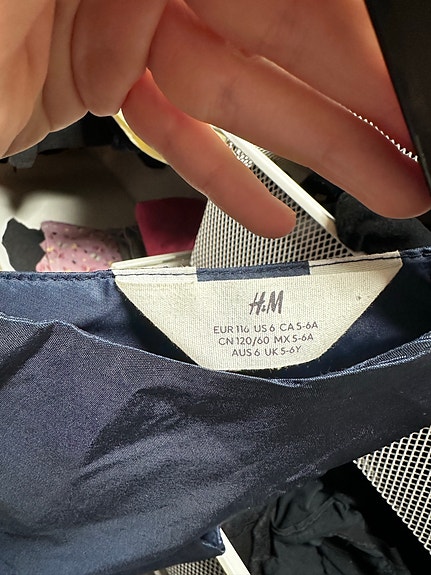 H&M
EUR 116 US 6 CA 5-6A
CN 120/60 MX 5-6A
AUS 6 UK 5-6Y